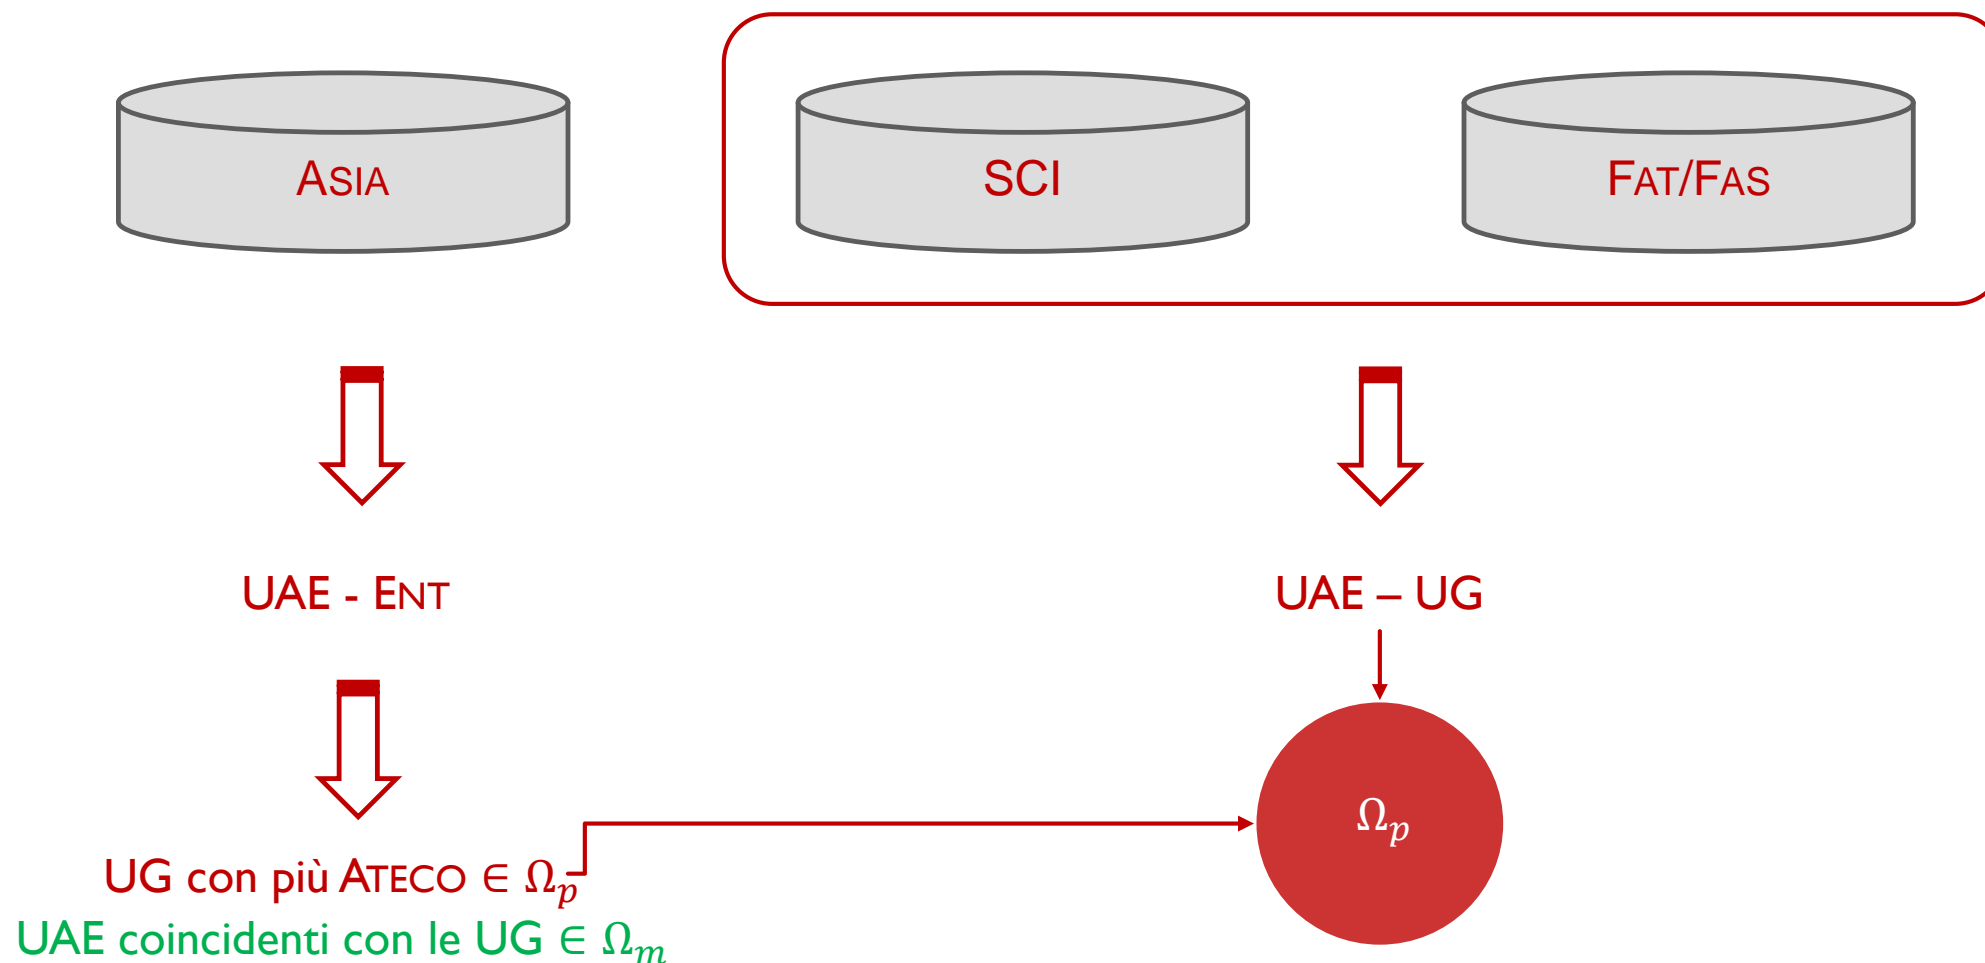 ASIA
SCI
FAT/FAS
UAE - ENT
UAE – UG
Ωp
UG con più ATECO ∈ Ωp
UAE coincidenti con le UG ∈ Ωm